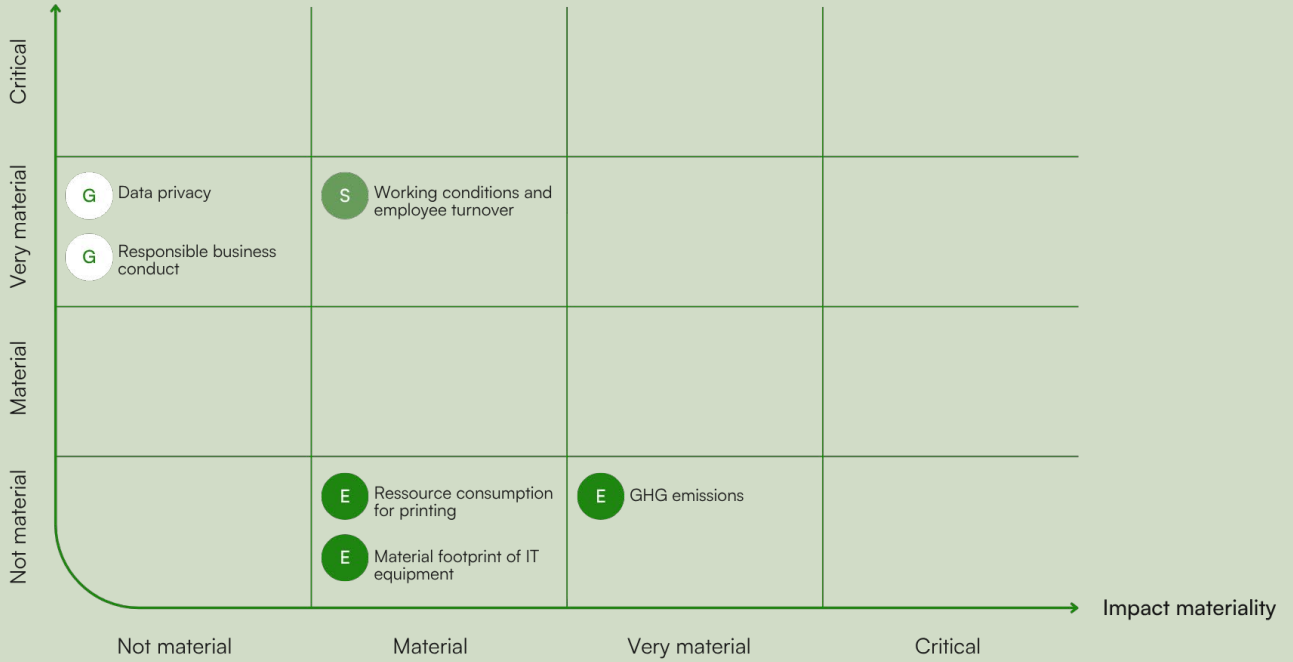 Critical
Very material
G
Data privacy
S
Working conditions and
employee turnover
G
Responsible business
conduct
Material
Not material
E
Ressource consumption
for printing
E
GHG emissions
E
Material footprint of IT
equipment
Impact materiality
Not material
Material
Very material
Critical